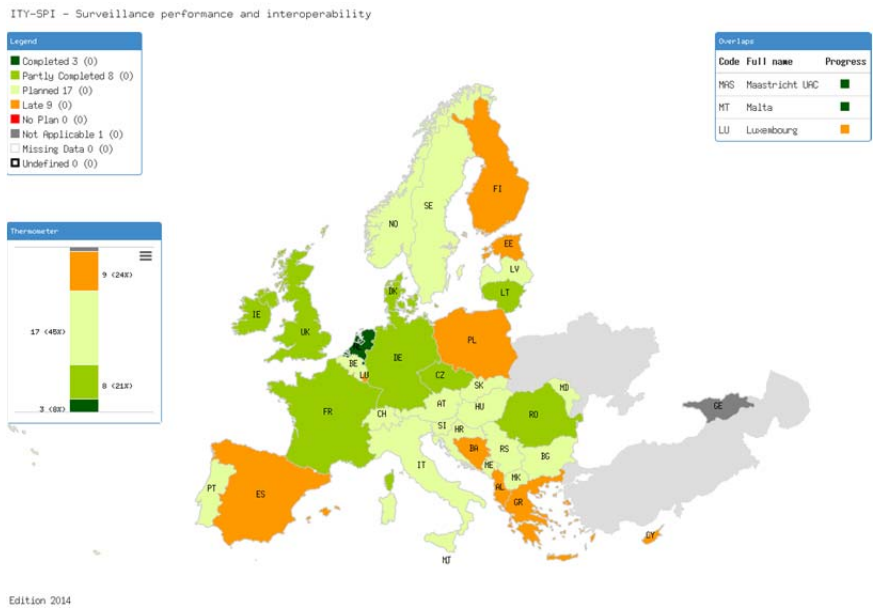 ITY-SPI - Surveillance performance and interoperability
Legend
Completed 3 (0)
Partly Completed 8 (0)
Planned 17 (0)
Late 9 (0)
No Plan 0 (0)
Not Applicable 1 (0)
Missing Data 0 (0)
Undefined 0 (0)
Overlaps
Code Full name Progress
MAS Maastricht UAC
MT Malta
LU Luxembourg
Thermometer
9 (24%)
17 (45%)
8 (21%)
3 (8%)
FI
SE
NO
EE
LV
DK
LT
IE
UK
PL
BE
DE
LU
CZ
SK
MD
AT
HU
GE
FR
CH
RO
SI
HR
BA
RS
BG
IT
ME
MK
PT
ES
AL
GR
CY
MT
Edition 2014